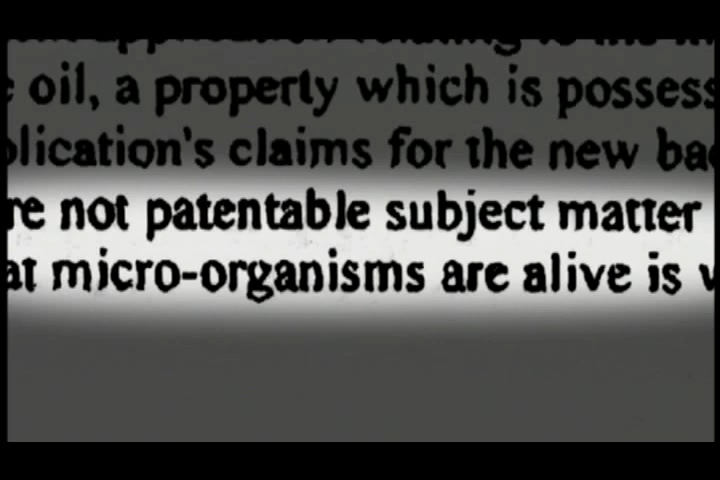 oil, a property which is possess
plication's claims for the new ba
re not patentable subject matter
at micro-organisms are alive is